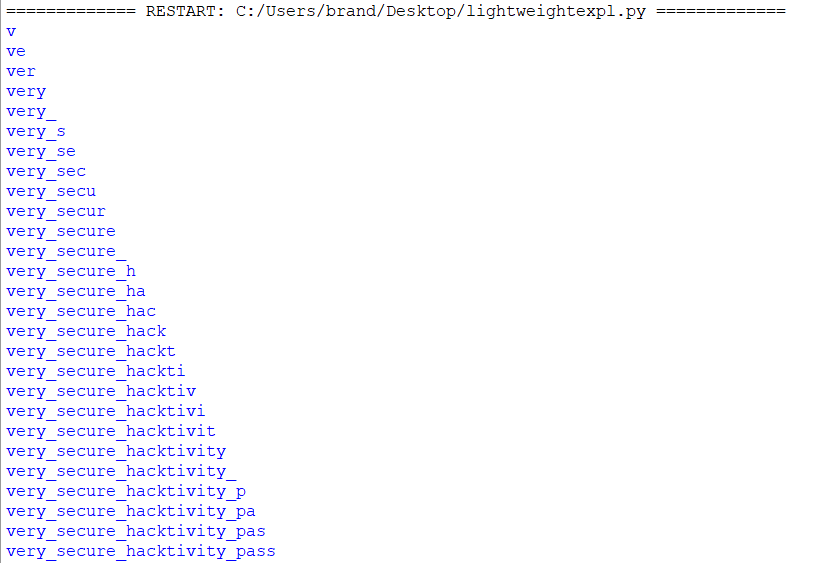 ============= RESTART: C:/Users/brand/Desktop/lightweightexpl.py =============
v
ve
ver
very
very_
very_s
very_se
very_sec
very_secu
very_secur
very_secure
very_secure_
very_secure_h
very_secure_ha
very_secure_hac
very_secure_hack
very_secure_hackt
very_secure_hackti
very_secure_hacktiv
very_secure_hacktivi
very_secure_hacktivit
very_secure_hacktivity
very_secure_hacktivity_
very_secure_hacktivity_p
very_secure_hacktivity_pa
very_secure_hacktivity_pas
very_secure_hacktivity_pass